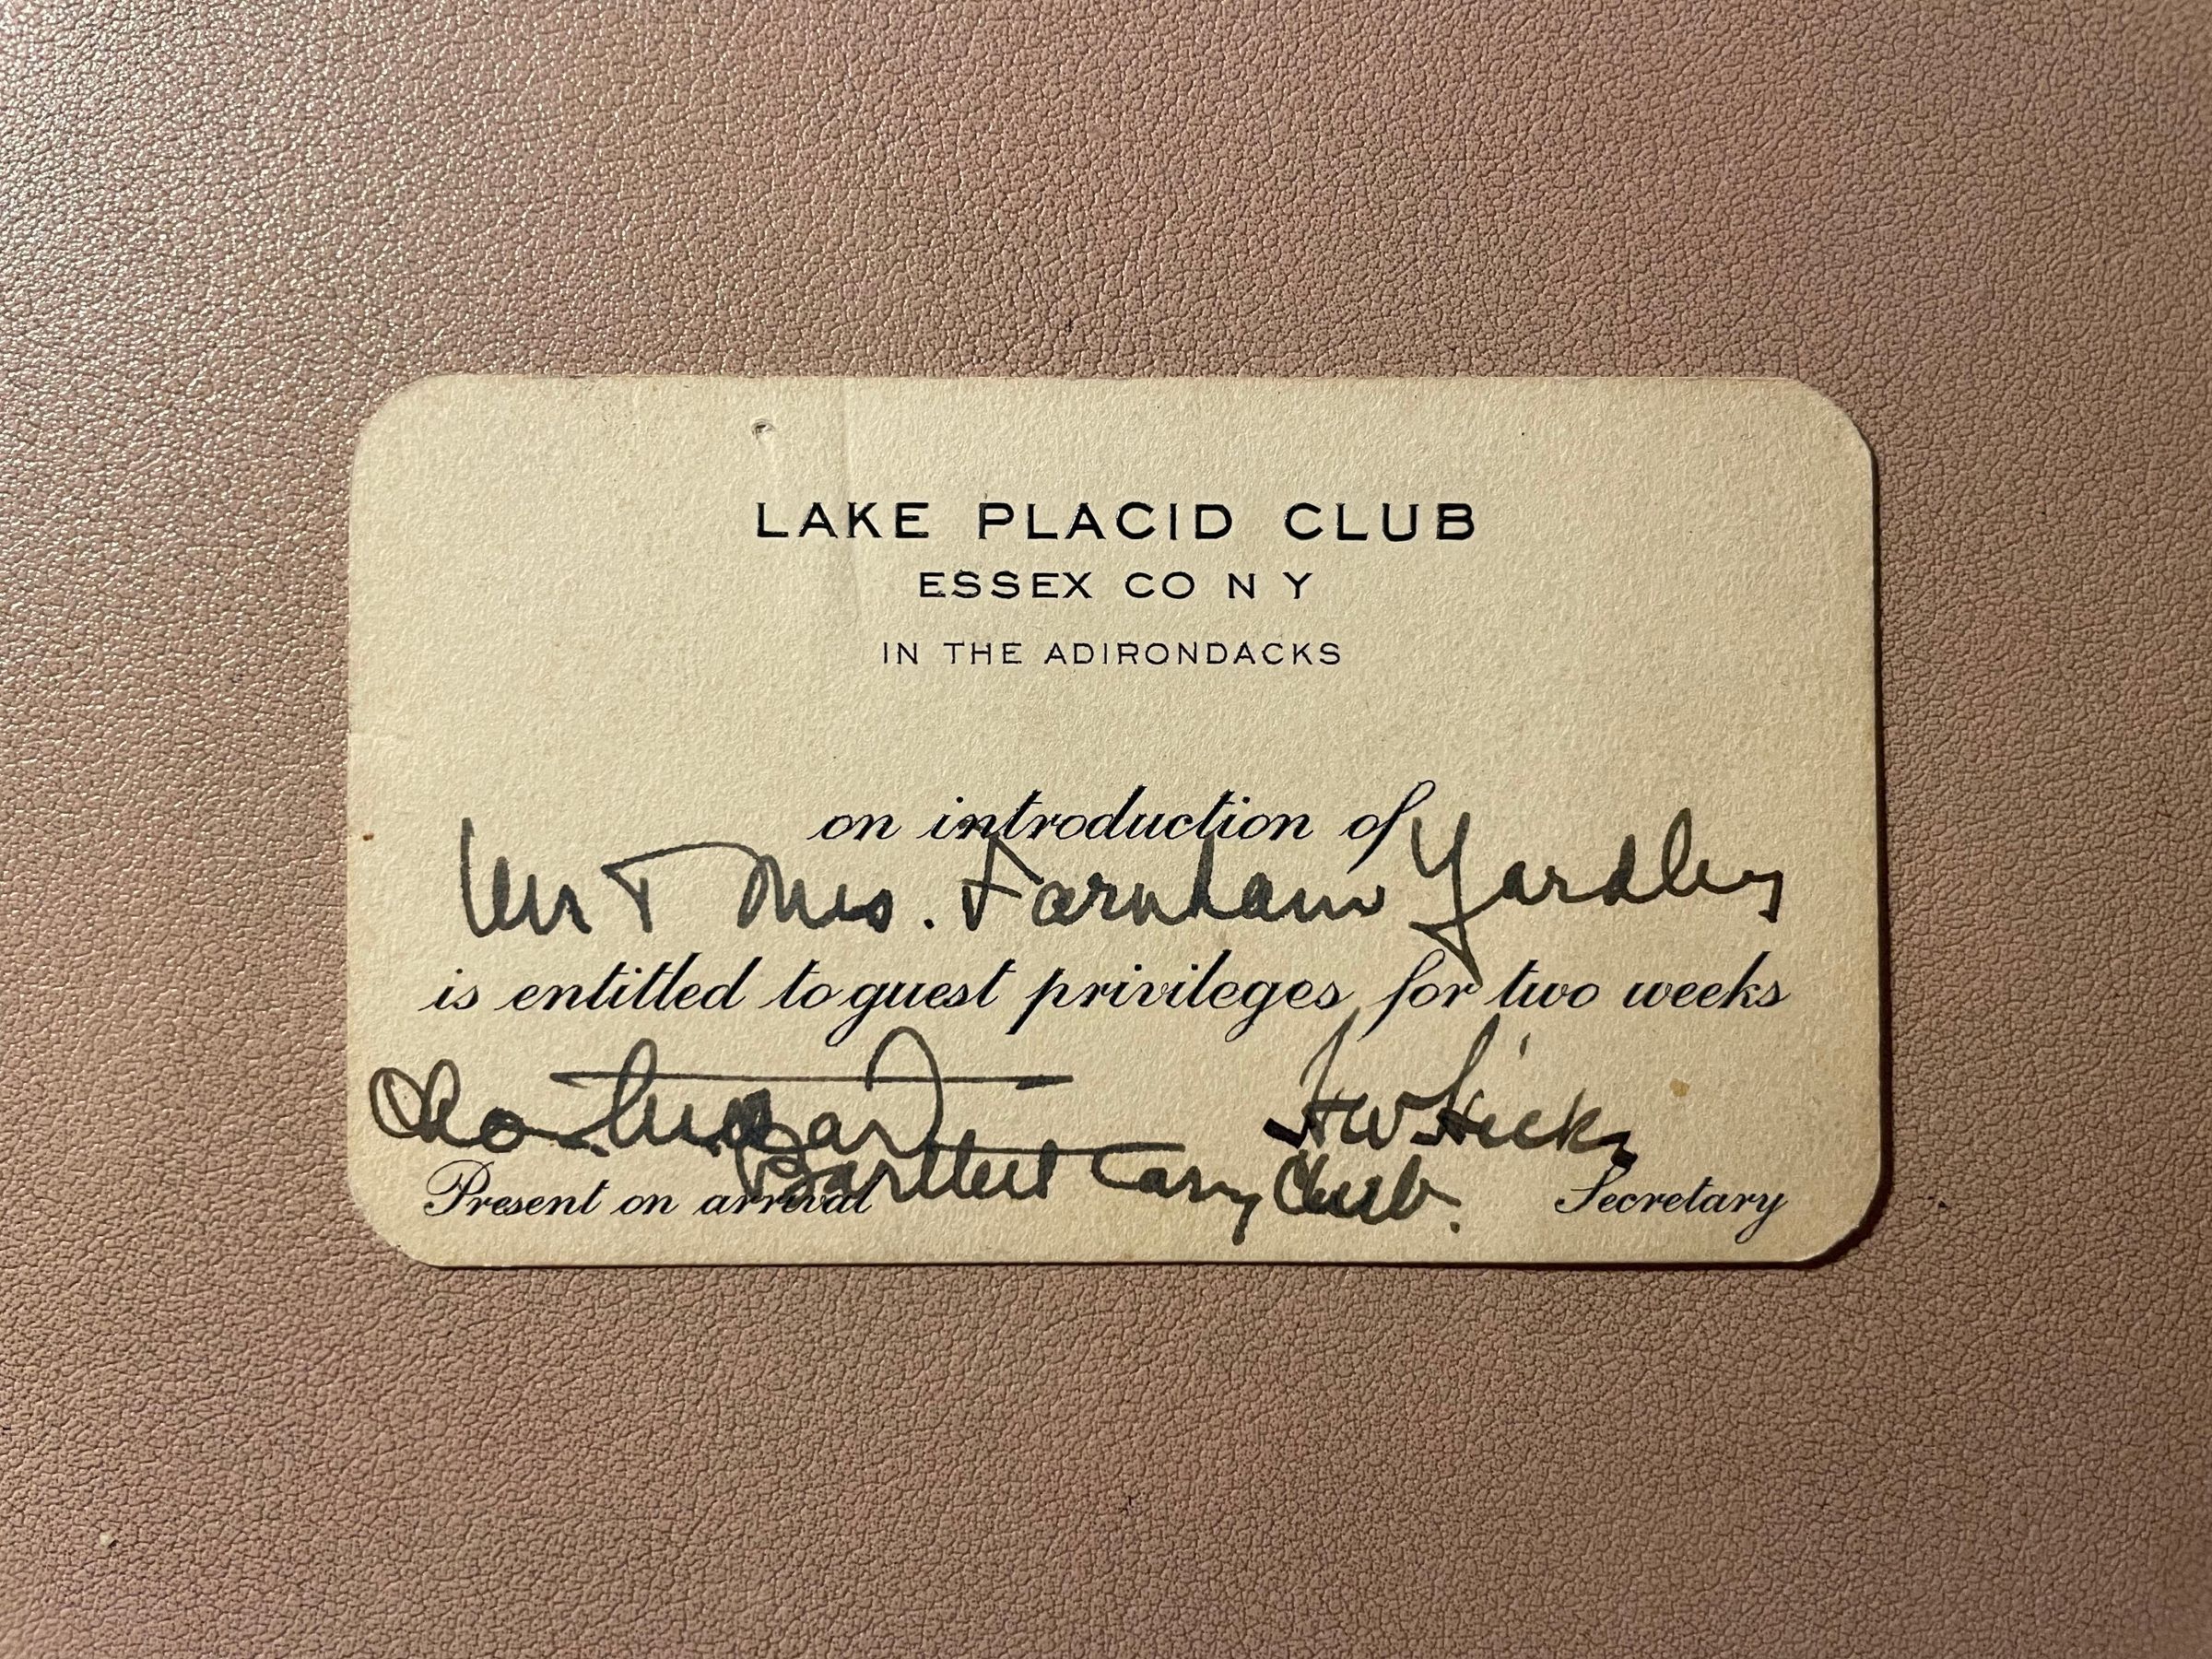 LAKE PLACID CLUB
ESSEX CO N Y
IN THE ADIRONDACKS
on introduction of
Mr & Mrs. Farnham Yardley
is entitled to guest privileges for two weeks
H W Hicks
Bartlett Carry Club.
Present on arrival Secretary